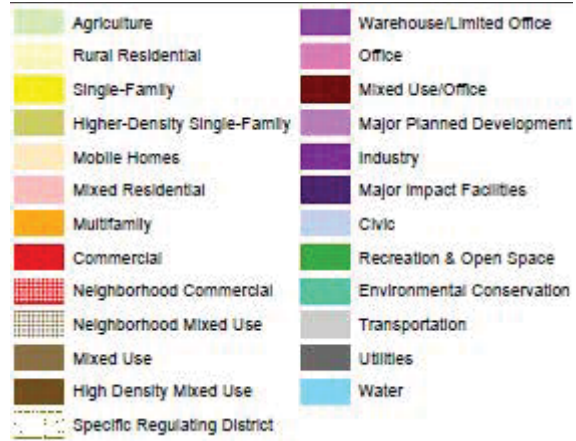 Agriculture
Rural Residential
Single-Family
Higher-Density Single-Family
Mobile Homes
Mixed Residential
Multifamily
Commercial
Neighborhood Commercial
Neighborhood Mixed Use
Mixed Use
High Density Mixed Use
Specific Regulating District
Warehouse/Limited Office
Office
Mixed Use/Office
Major Planned Development
Industry
Major Impact Facilities
Civic
Recreation & Open Space
Environmental Conservation
Transportation
Utilities
Water